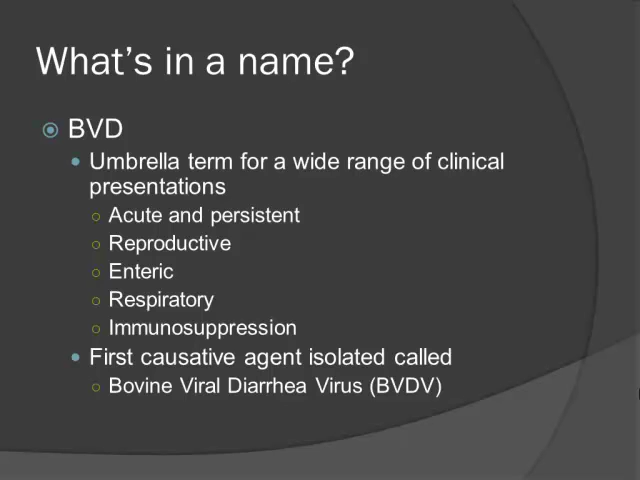 What's in a name?
BVD
Umbrella term for a wide range of clinical
presentations
Acute and persistent
Reproductive
Enteric
Respiratory
Immunosuppression
First causative agent isolated called
Bovine Viral Diarrhea Virus (BVDV)